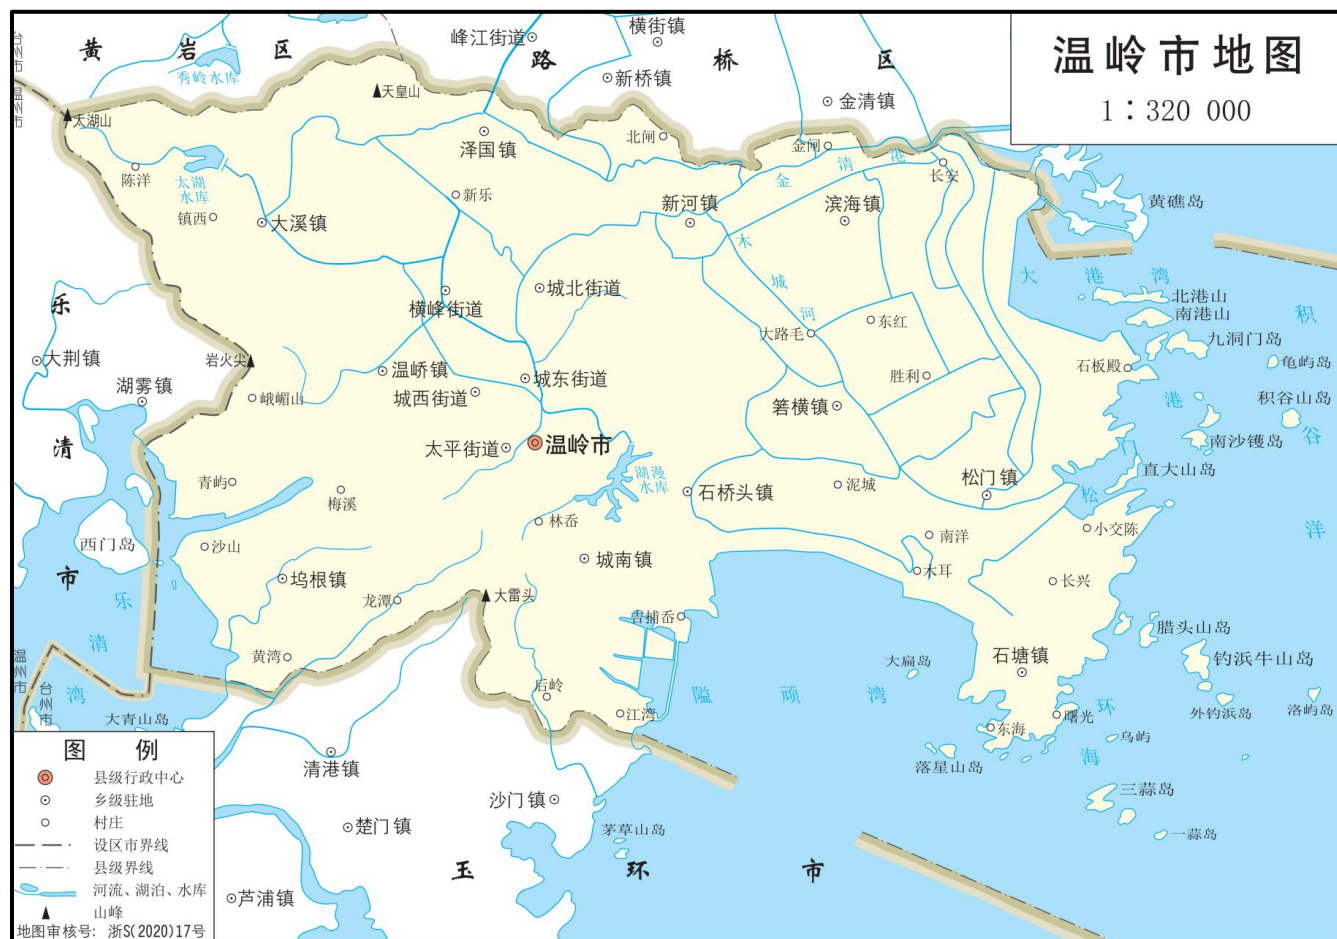 温岭市地图
1：320 000
黄岩区
路桥区
峰江街道
横街镇
新桥镇
金清镇
台州市
温州市
秀岭水库
天皇山
太湖山
泽国镇
北闸
金闸
金清港
长安
陈洋
太湖
水库
镇西
大溪镇
新乐
新河镇
滨海镇
黄礁岛
木城河
大港湾
北港山
南港山
积谷洋
横峰街道
城北街道
大路毛
东红
九洞门岛
龟屿岛
乐清市
大荆镇
湖雾镇
岩火尖
峨嵋山
温峤镇
城西街道
城东街道
胜利
石板殿
箬横镇
积谷山岛
南沙镬岛
太平街道
温岭市
直大山岛
松门港
青屿
梅溪
湖漫
水库
石桥头镇
泥城
松门镇
林岙
小交陈
西门岛
沙山
城南镇
南洋
木耳
长兴
坞根镇
龙潭
大雷头
乐清湾
岙捕岙
腊头山岛
钓浜牛山岛
黄湾
大扁岛
石塘镇
温州市
台州市
后岭
江湾
隘顽湾
外钓浜岛
洛屿岛
曙光
东海
环海
乌屿
大青山岛
清港镇
落星山岛
三蒜岛
沙门镇
楚门镇
茅草山岛
一蒜岛
玉环市
芦浦镇
图例
县级行政中心
乡级驻地
村庄
设区市界线
县级界线
河流、湖泊、水库
山峰
地图审核号：浙S(2020)17号